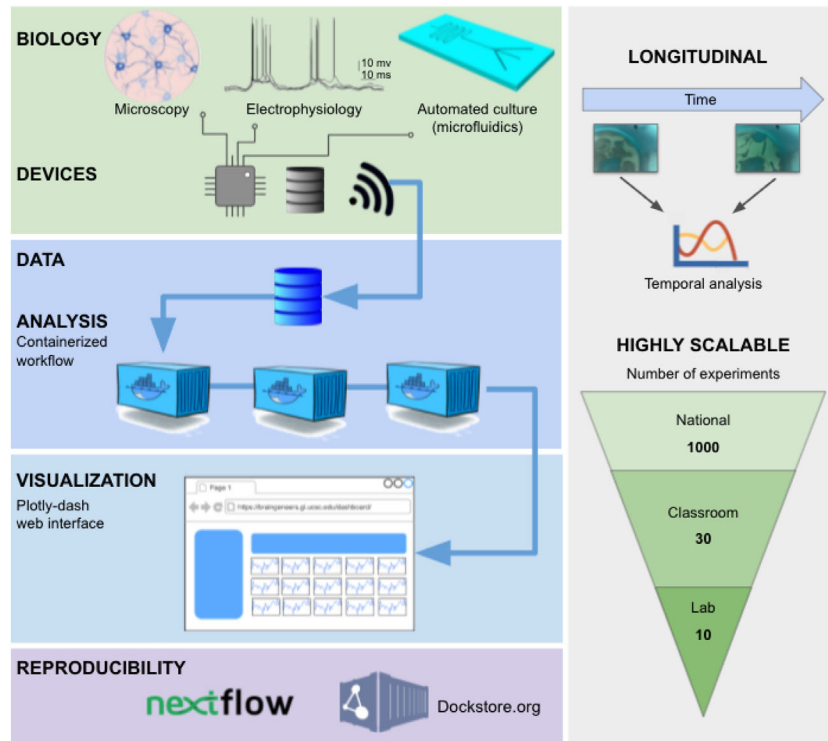 BIOLOGY
10 mv
10 ms
Microscopy
Electrophysiology
Automated culture
(microfluidics)
DEVICES
DATA
ANALYSIS
Containerized
workflow
VISUALIZATION
Plotly-dash
web interface
Page 1
https://braingeneers.gi.ucsc.edu/dashboard/
REPRODUCIBILITY
nextflow
Dockstore.org
LONGITUDINAL
Time
Temporal analysis
HIGHLY SCALABLE
Number of experiments
National
1000
Classroom
30
Lab
10